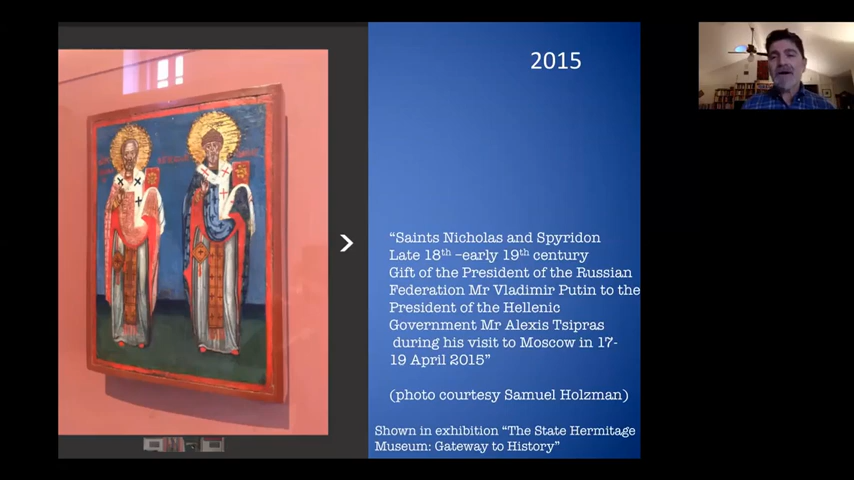 2015
“Saints Nicholas and Spyridon
Late 18th –early 19th century
Gift of the President of the Russian
Federation Mr Vladimir Putin to the
President of the Hellenic
Government Mr Alexis Tsipras
during his visit to Moscow in 17-
19 April 2015”
(photo courtesy Samuel Holzman)
Shown in exhibition “The State Hermitage
Museum: Gateway to History”